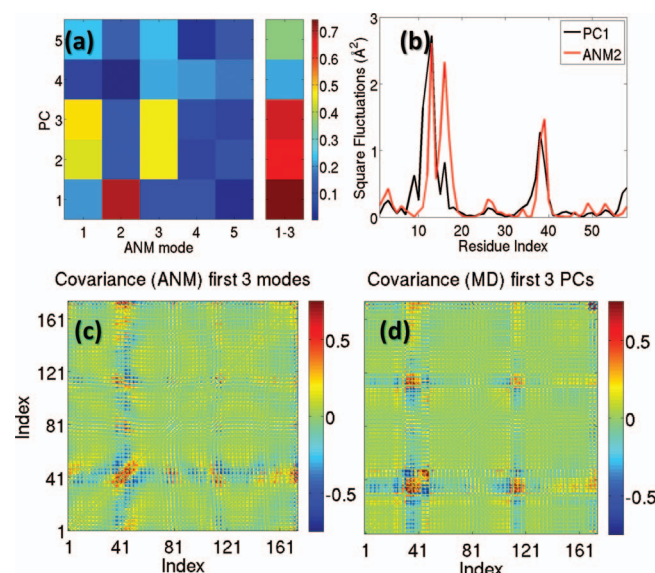 (a)
5
4
3
2
1
PC
1 2 3 4 5 1-3
ANM mode
0.7
0.6
0.5
0.4
0.3
0.2
0.1
(b)
PC1
ANM2
Square Fluctuations (Å²)
3
2
1
0
10 20 30 40 50
Residue Index
Covariance (ANM) first 3 modes
(c)
161
121
81
41
1
Index
1 41 81 121 161
Index
0.5
0
-0.5
Covariance (MD) first 3 PCs
(d)
1 41 81 121 161
Index
0.5
0
-0.5